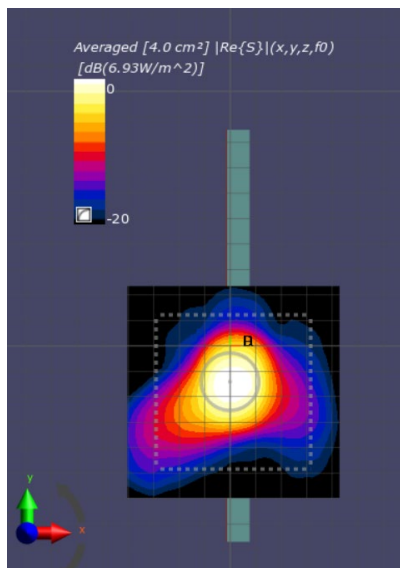 Averaged [4.0 cm²] |Re{S}|(x,y,z,f0)
[dB(6.93W/m^2)]
0
-20
y
x